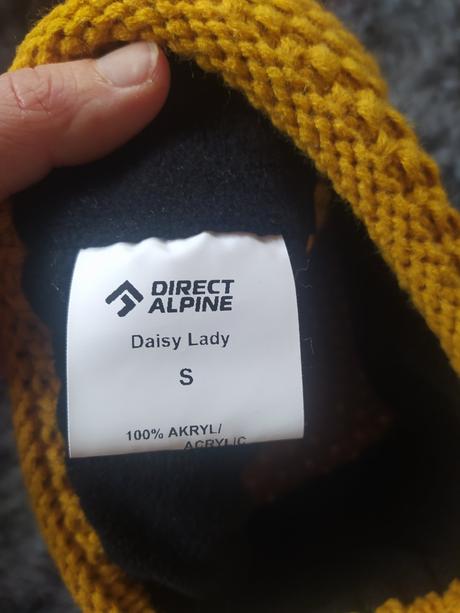 DIRECT
ALPINE
Daisy Lady
S
100% AKRYL/
ACRYLIC